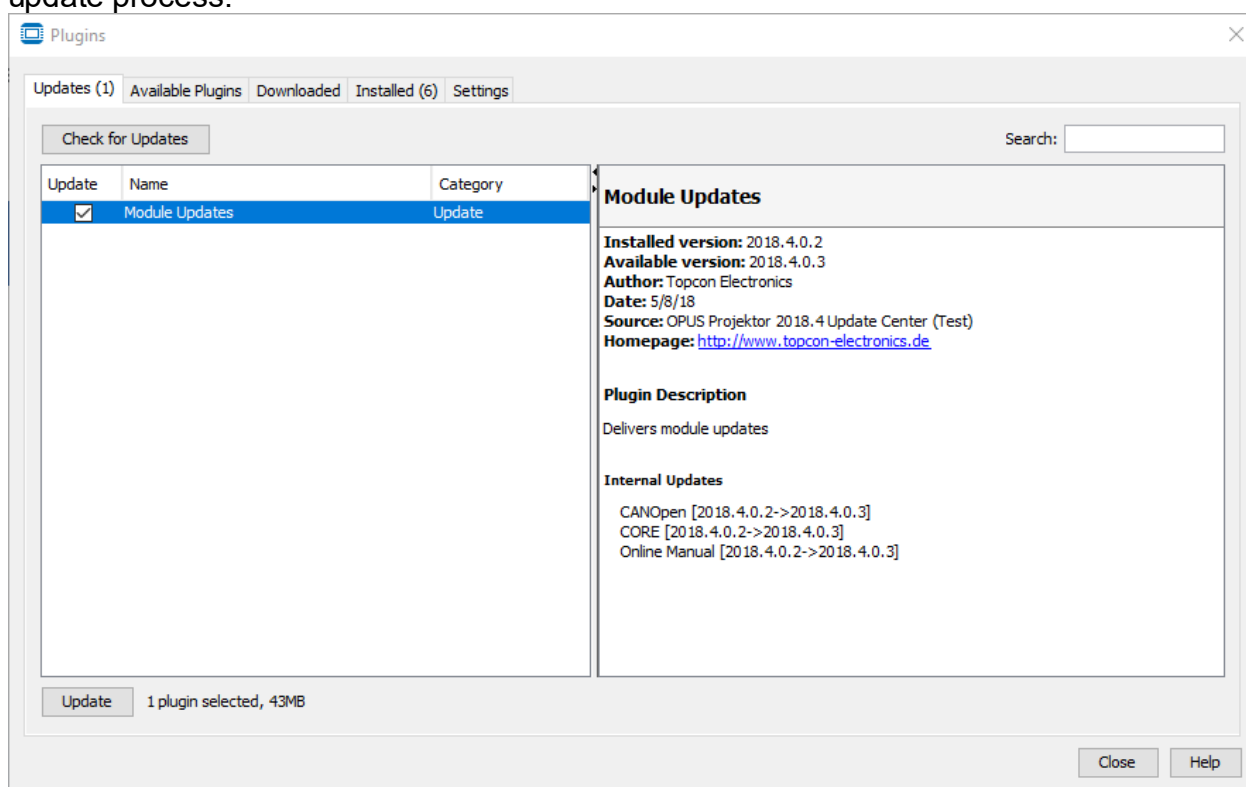 update process.
Plugins
Updates (1) Available Plugins Downloaded Installed (6) Settings
Check for Updates
Search:
Update Name Category
Module Updates Update
Module Updates
Installed version: 2018.4.0.2
Available version: 2018.4.0.3
Author: Topcon Electronics
Date: 5/8/18
Source: OPUS Projektor 2018.4 Update Center (Test)
Homepage: http://www.topcon-electronics.de
Plugin Description
Delivers module updates
Internal Updates
CANOpen [2018.4.0.2->2018.4.0.3]
CORE [2018.4.0.2->2018.4.0.3]
Online Manual [2018.4.0.2->2018.4.0.3]
Update 1 plugin selected, 43MB
Close Help